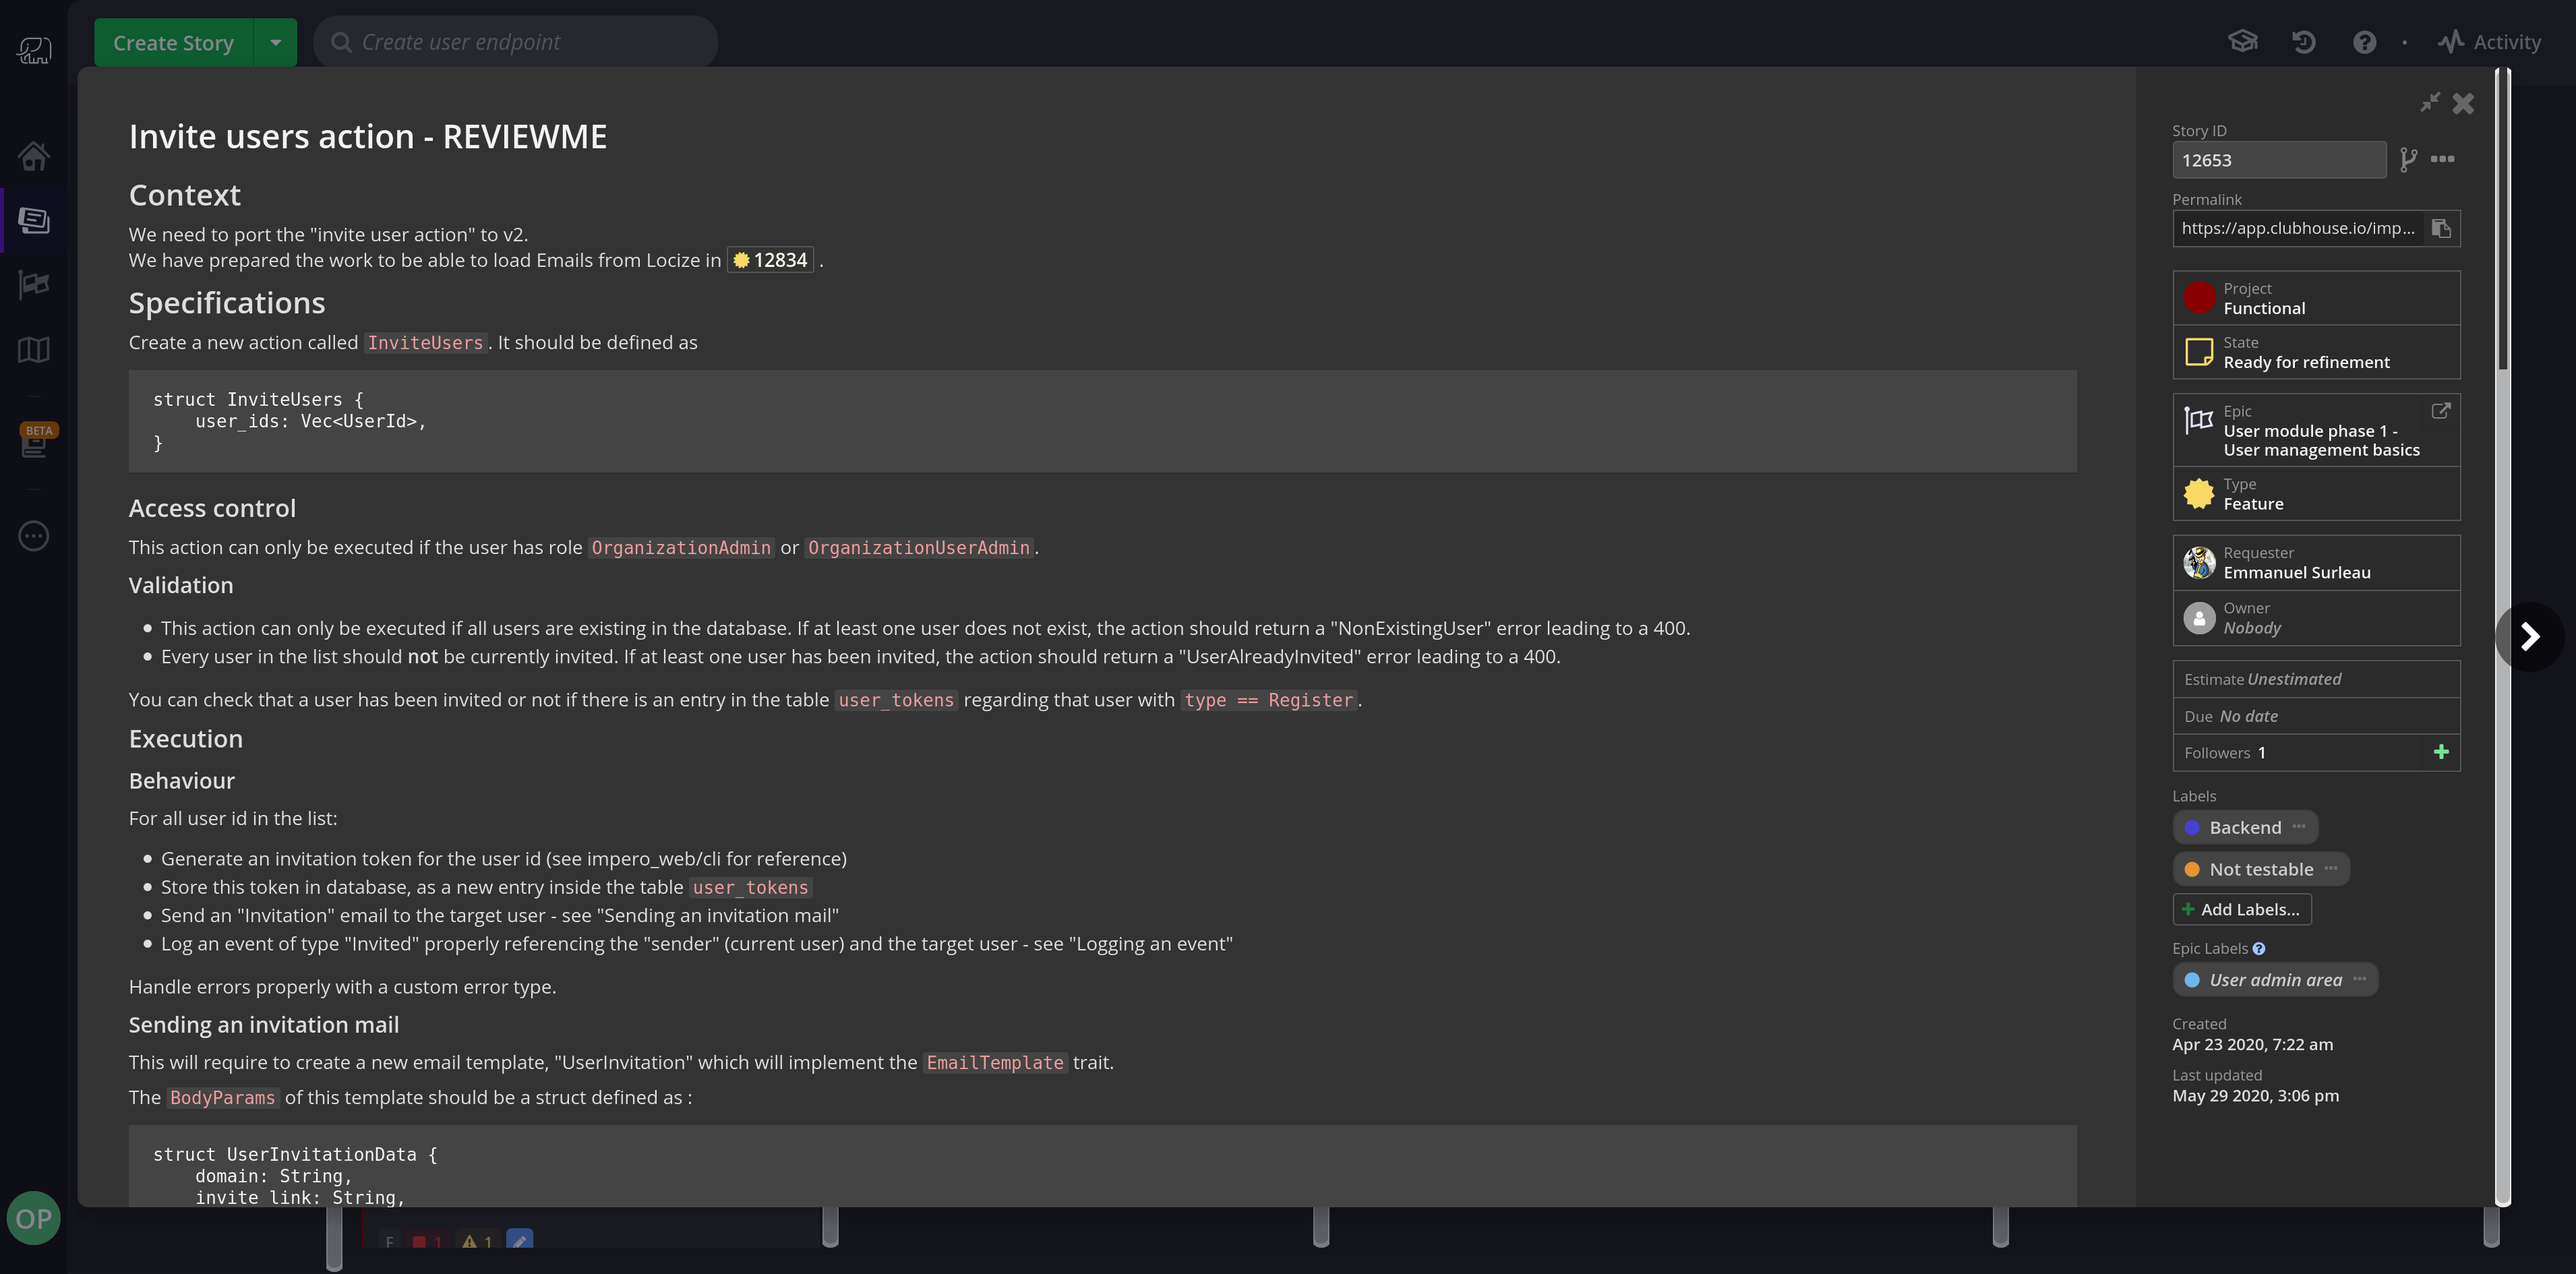 Create Story
Create user endpoint
Activity
BETA
OP
Invite users action - REVIEWME
Context
We need to port the "invite user action" to v2.
We have prepared the work to be able to load Emails from Locize in 12834 .
Specifications
Create a new action called InviteUsers. It should be defined as
struct InviteUsers {
    user_ids: Vec<UserId>,
}
Access control
This action can only be executed if the user has role OrganizationAdmin or OrganizationUserAdmin.
Validation
• This action can only be executed if all users are existing in the database. If at least one user does not exist, the action should return a "NonExistingUser" error leading to a 400.
• Every user in the list should not be currently invited. If at least one user has been invited, the action should return a "UserAlreadyInvited" error leading to a 400.
You can check that a user has been invited or not if there is an entry in the table user_tokens regarding that user with type == Register.
Execution
Behaviour
For all user id in the list:
• Generate an invitation token for the user id (see impero_web/cli for reference)
• Store this token in database, as a new entry inside the table user_tokens
• Send an "Invitation" email to the target user - see "Sending an invitation mail"
• Log an event of type "Invited" properly referencing the "sender" (current user) and the target user - see "Logging an event"
Handle errors properly with a custom error type.
Sending an invitation mail
This will require to create a new email template, "UserInvitation" which will implement the EmailTemplate trait.
The BodyParams of this template should be a struct defined as :
struct UserInvitationData {
    domain: String,
    invite_link: String,
Story ID
12653
Permalink
https://app.clubhouse.io/imp...
Project
Functional
State
Ready for refinement
Epic
User module phase 1 -
User management basics
Type
Feature
Requester
Emmanuel Surleau
Owner
Nobody
Estimate Unestimated
Due No date
Followers 1
Labels
Backend
Not testable
Add Labels...
Epic Labels
User admin area
Created
Apr 23 2020, 7:22 am
Last updated
May 29 2020, 3:06 pm
F 1 1